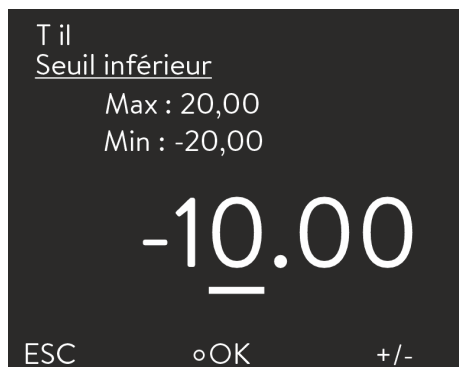 T il
Seuil inférieur
Max : 20,00
Min : -20,00
-10.00
ESC ○OK +/-